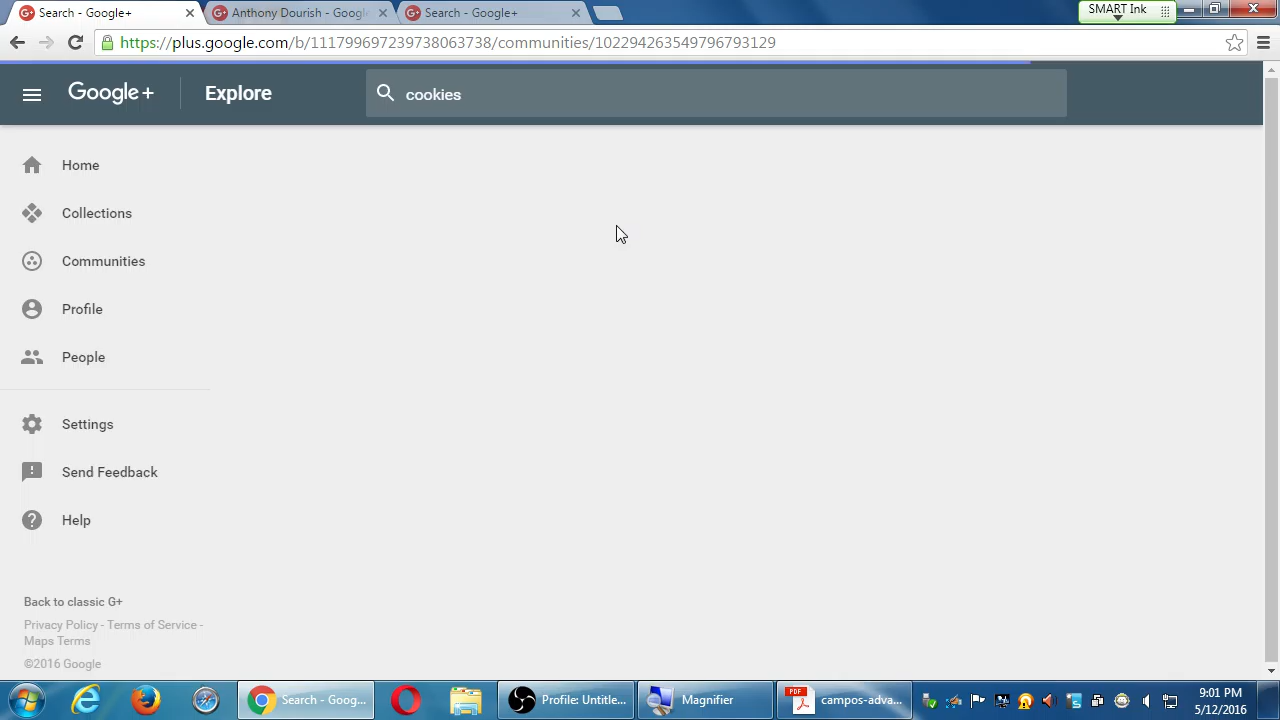 Search - Google+
Anthony Dourish - Googl
Search - Google+
SMART Ink
https://plus.google.com/b/111799697239738063738/communities/102294263549796793129
Google+
Explore
cookies
Home
Collections
Communities
Profile
People
Settings
Send Feedback
Help
Back to classic G+
Privacy Policy - Terms of Service -
Maps Terms
©2016 Google
Search - Goog...
Profile: Untitle...
Magnifier
PDF
campos-adva...
9:01 PM
5/12/2016